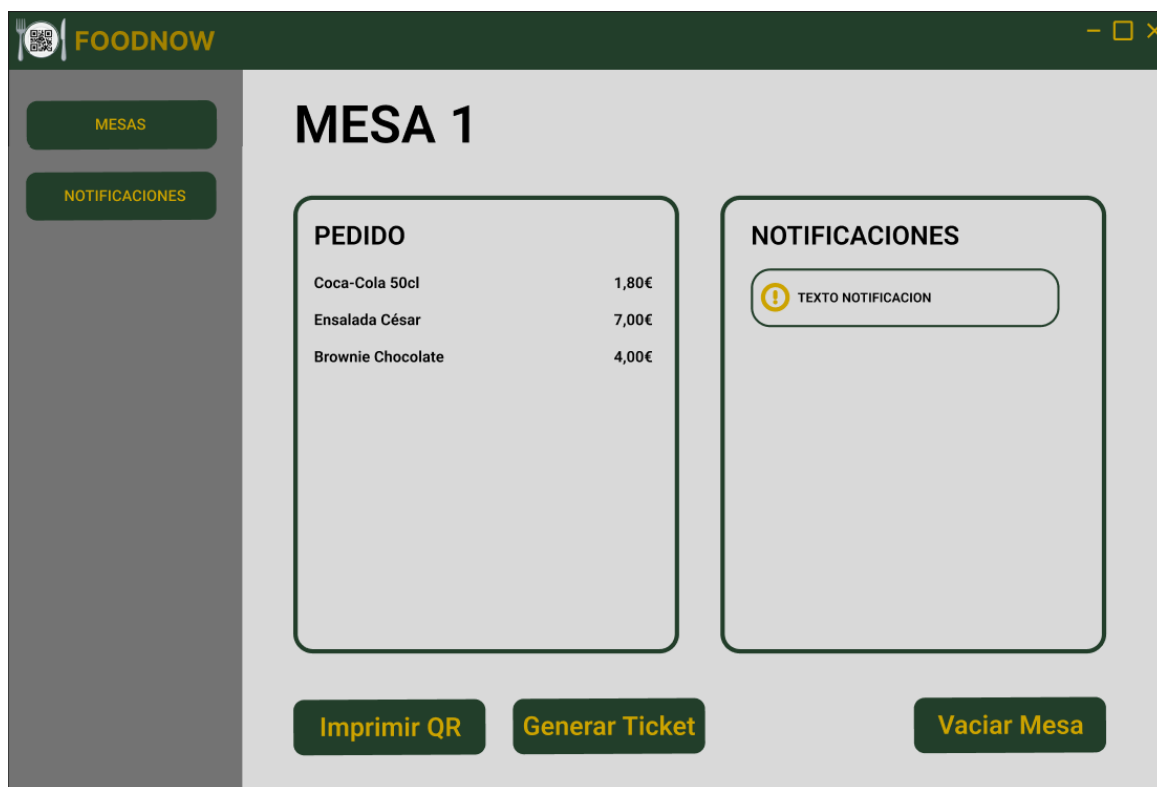 FOODNOW
MESAS
NOTIFICACIONES
MESA 1
PEDIDO
Coca-Cola 50cl 1,80€
Ensalada César 7,00€
Brownie Chocolate 4,00€
NOTIFICACIONES
TEXTO NOTIFICACION
Imprimir QR
Generar Ticket
Vaciar Mesa